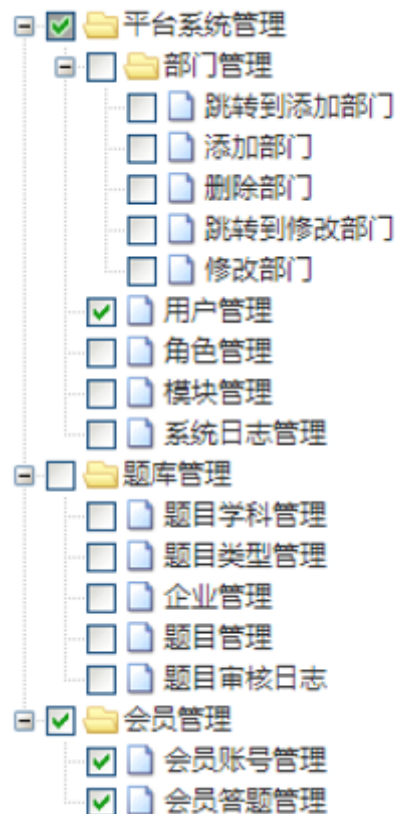 平台系统管理
部门管理
跳转到添加部门
添加部门
删除部门
跳转到修改部门
修改部门
用户管理
角色管理
模块管理
系统日志管理
题库管理
题目学科管理
题目类型管理
企业管理
题目管理
题目审核日志
会员管理
会员账号管理
会员答题管理